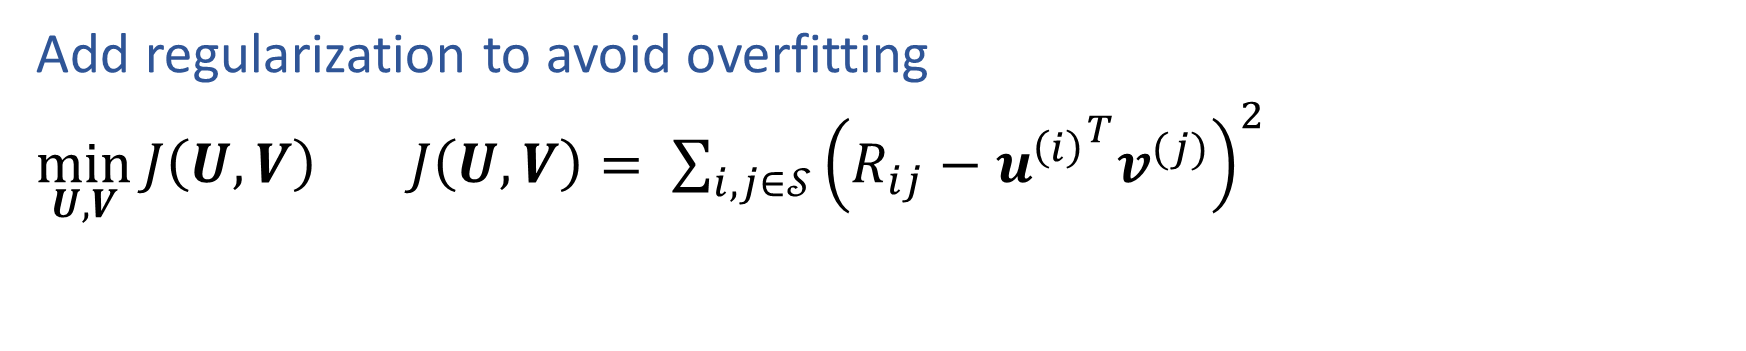 Add regularization to avoid overfitting
min_{U,V} J(U, V)   J(U, V) = ∑_{i,j∈𝒮} (R_{ij} − u^{(i)^T} v^{(j)})^2